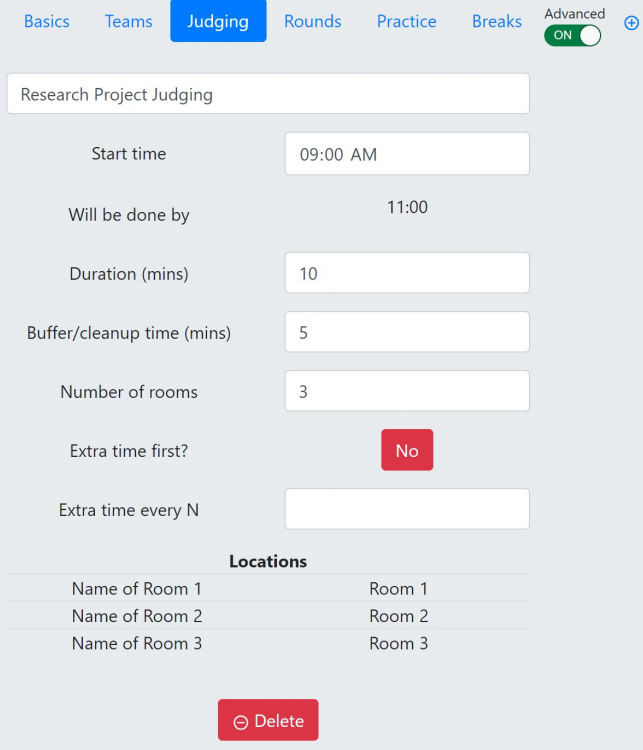 Basics Teams Judging Rounds Practice Breaks Advanced
ON
Research Project Judging
Start time 09:00 AM
Will be done by 11:00
Duration (mins) 10
Buffer/cleanup time (mins) 5
Number of rooms 3
Extra time first? No
Extra time every N
Locations
Name of Room 1 Room 1
Name of Room 2 Room 2
Name of Room 3 Room 3
Delete